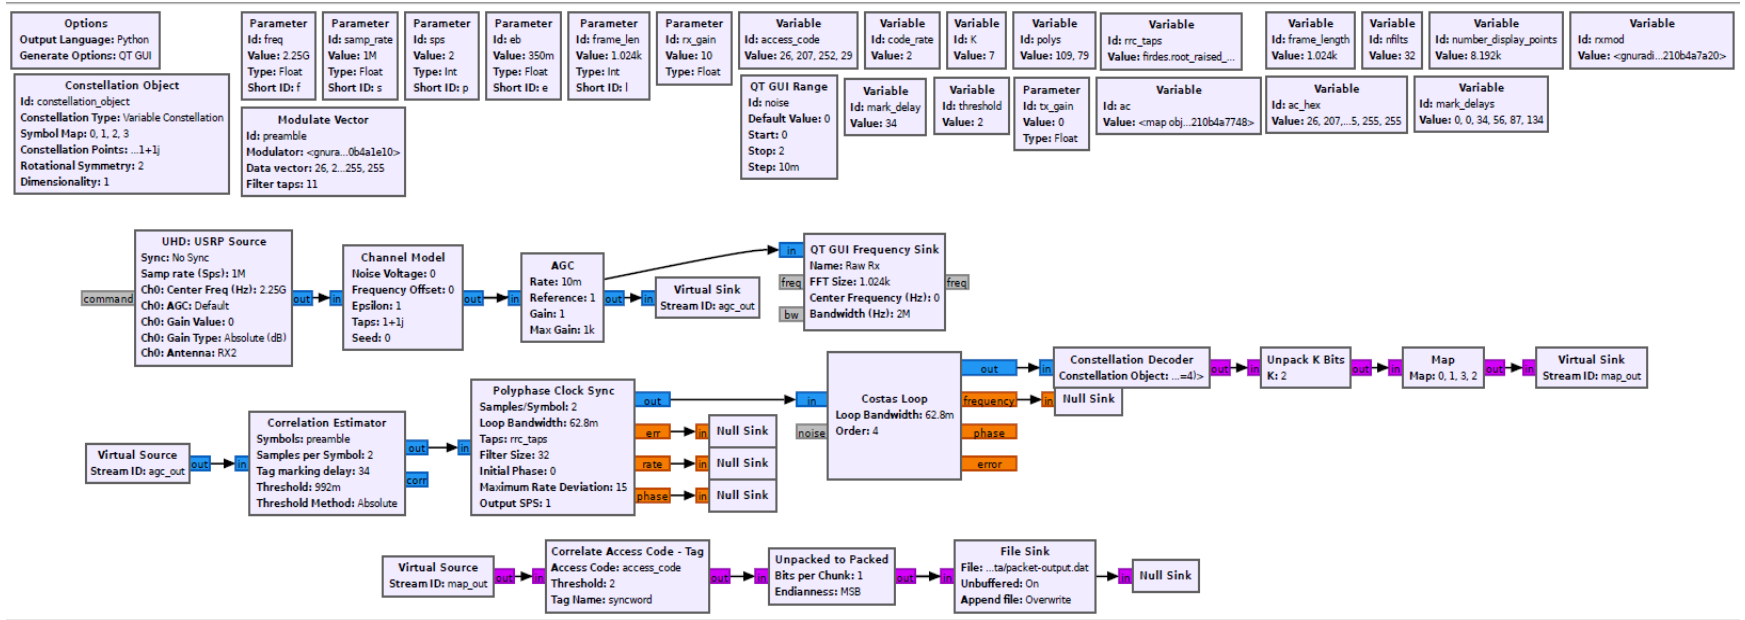 Options
Output Language: Python
Generate Options: QT GUI
Parameter
Id: freq
Value: 2.25G
Type: Float
Short ID: f
Parameter
Id: samp_rate
Value: 1M
Type: Float
Short ID: s
Parameter
Id: sps
Value: 2
Type: Int
Short ID: p
Parameter
Id: eb
Value: 350m
Type: Float
Short ID: e
Parameter
Id: frame_len
Value: 1.024k
Type: Int
Short ID: l
Parameter
Id: rx_gain
Value: 10
Type: Float
Variable
Id: access_code
Value: 26, 207, 252, 29
Variable
Id: code_rate
Value: 2
Variable
Id: K
Value: 7
Variable
Id: polys
Value: 109, 79
Variable
Id: rrc_taps
Value: firdes.root_raised_...
Variable
Id: frame_length
Value: 1.024k
Variable
Id: nfilts
Value: 32
Variable
Id: number_display_points
Value: 8.192k
Variable
Id: rxmod
Value: <gnuradi...210b4a7a20>
Constellation Object
Id: constellation_object
Constellation Type: Variable Constellation
Symbol Map: 0, 1, 2, 3
Constellation Points: ...1+1j
Rotational Symmetry: 2
Dimensionality: 1
Modulate Vector
Id: preamble
Modulator: <gnura...0b4a1e10>
Data vector: 26, 2...255, 255
Filter taps: 11
QT GUI Range
Id: noise
Default Value: 0
Start: 0
Stop: 2
Step: 10m
Variable
Id: mark_delay
Value: 34
Variable
Id: threshold
Value: 2
Parameter
Id: tx_gain
Value: 0
Type: Float
Variable
Id: ac
Value: <map obj...210b4a7748>
Variable
Id: ac_hex
Value: 26, 207,...5, 255, 255
Variable
Id: mark_delays
Value: 0, 0, 34, 56, 87, 134
command
UHD: USRP Source
Sync: No Sync
Samp rate (Sps): 1M
Ch0: Center Freq (Hz): 2.25G
Ch0: AGC: Default
Ch0: Gain Value: 0
Ch0: Gain Type: Absolute (dB)
Ch0: Antenna: RX2
out
in
Channel Model
Noise Voltage: 0
Frequency Offset: 0
Epsilon: 1
Taps: 1+1j
Seed: 0
out
in
AGC
Rate: 10m
Reference: 1
Gain: 1
Max Gain: 1k
out
in
Virtual Sink
Stream ID: agc_out
in
freq
bw
QT GUI Frequency Sink
Name: Raw Rx
FFT Size: 1.024k
Center Frequency (Hz): 0
Bandwidth (Hz): 2M
freq
Virtual Source
Stream ID: agc_out
out
in
Correlation Estimator
Symbols: preamble
Samples per Symbol: 2
Tag marking delay: 34
Threshold: 992m
Threshold Method: Absolute
out
corr
in
Polyphase Clock Sync
Samples/Symbol: 2
Loop Bandwidth: 62.8m
Taps: rrc_taps
Filter Size: 32
Initial Phase: 0
Maximum Rate Deviation: 15
Output SPS: 1
out
err
rate
phase
in
Null Sink
in
Null Sink
in
Null Sink
in
noise
Costas Loop
Loop Bandwidth: 62.8m
Order: 4
out
frequency
phase
error
in
Constellation Decoder
Constellation Object: ...=4)>
out
in
Null Sink
in
Unpack K Bits
K: 2
out
in
Map
Map: 0, 1, 3, 2
out
in
Virtual Sink
Stream ID: map_out
Virtual Source
Stream ID: map_out
out
in
Correlate Access Code - Tag
Access Code: access_code
Threshold: 2
Tag Name: syncword
out
in
Unpacked to Packed
Bits per Chunk: 1
Endianness: MSB
out
in
File Sink
File: ...ta/packet-output.dat
Unbuffered: On
Append file: Overwrite
in
Null Sink